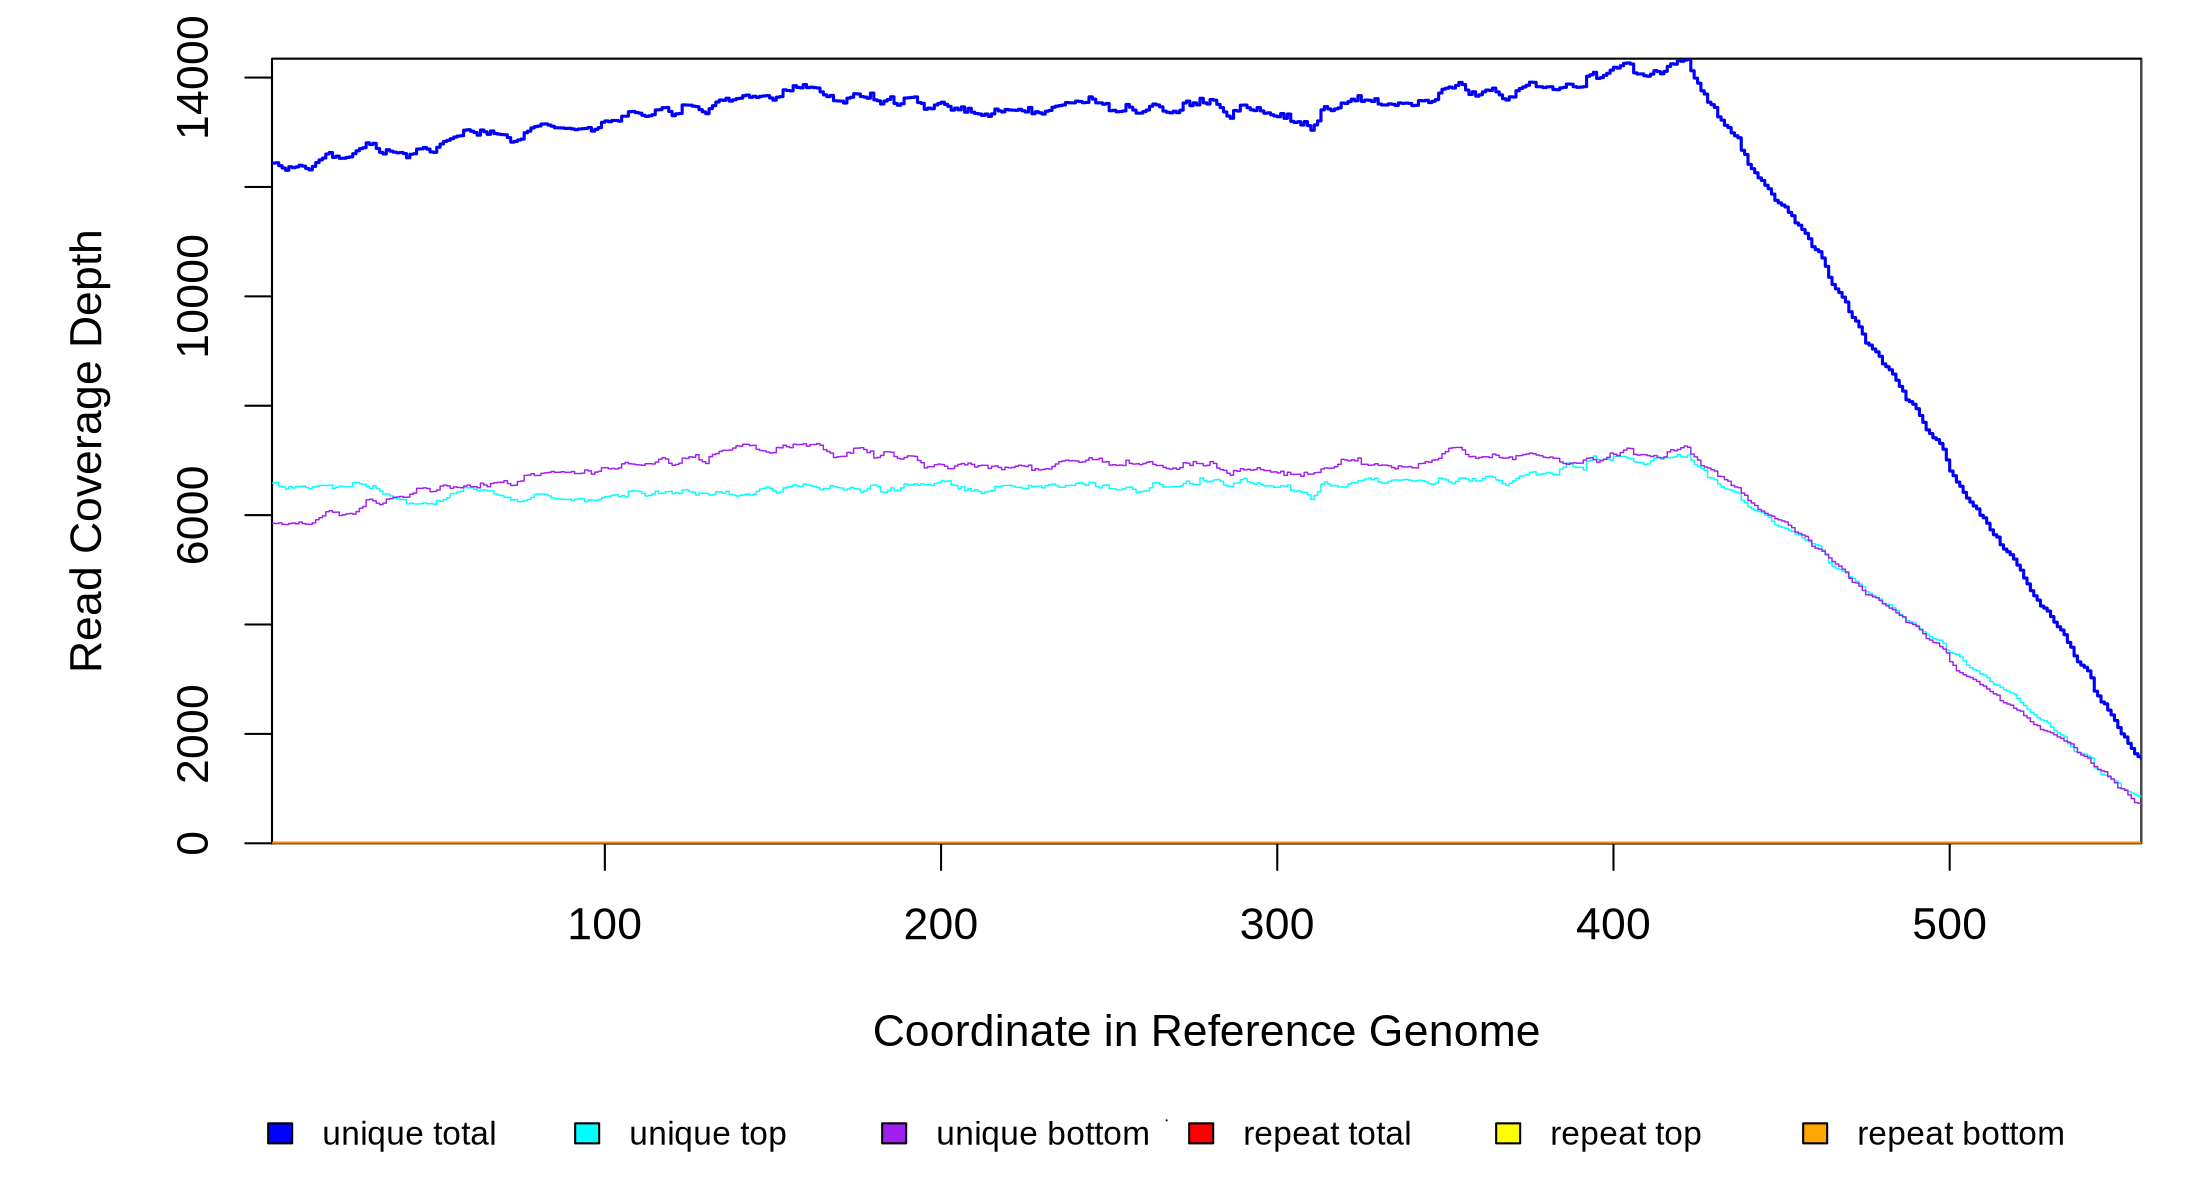 Read Coverage Depth
14000
10000
6000
2000
0
100 200 300 400 500
Coordinate in Reference Genome
unique total unique top unique bottom repeat total repeat top repeat bottom